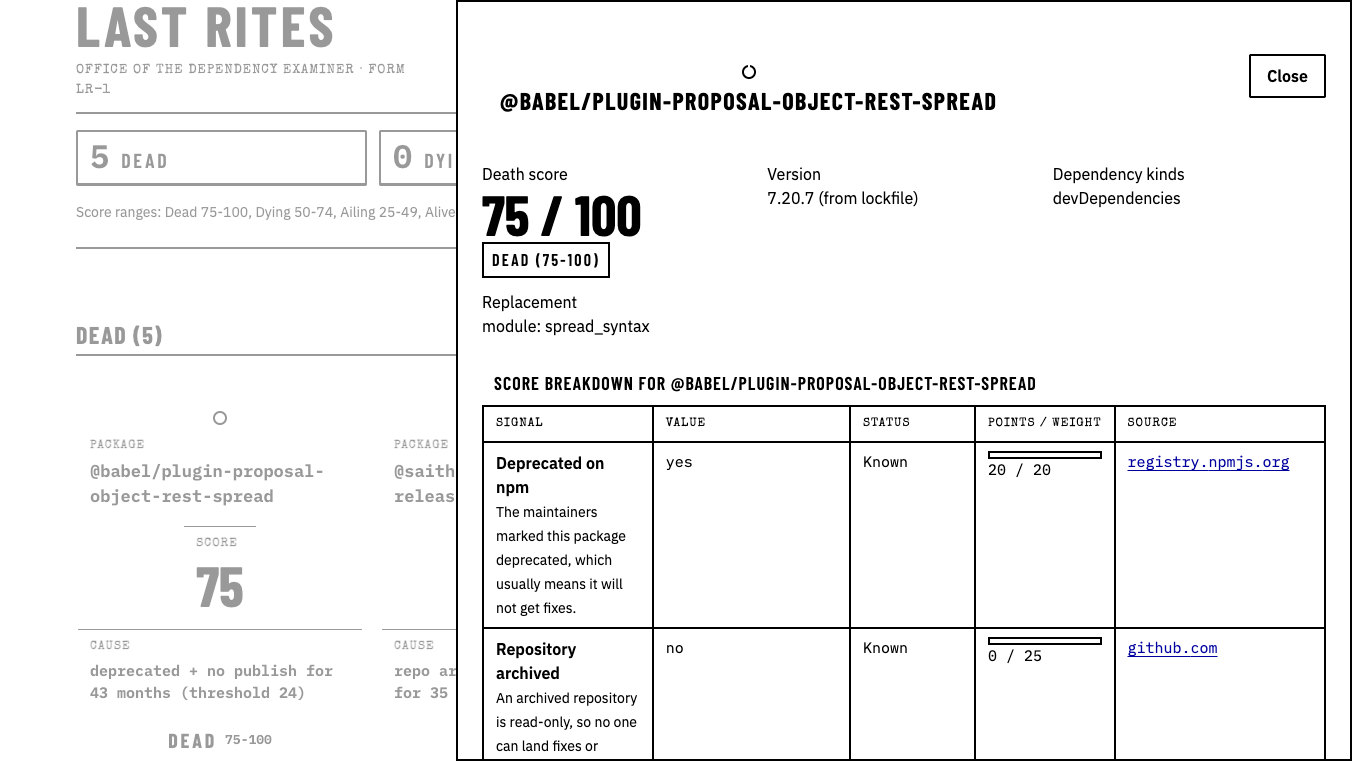 LAST RITES
OFFICE OF THE DEPENDENCY EXAMINER · FORM
LR-1
5 DEAD
0 DYI
Score ranges: Dead 75-100, Dying 50-74, Ailing 25-49, Alive
DEAD (5)
PACKAGE
@babel/plugin-proposal-
object-rest-spread
SCORE
75
CAUSE
deprecated + no publish for
43 months (threshold 24)
DEAD 75-100
PACKAGE
@saith
releas
CAUSE
repo ar
for 35
@BABEL/PLUGIN-PROPOSAL-OBJECT-REST-SPREAD
Close
Death score
75 / 100
DEAD (75-100)
Version
7.20.7 (from lockfile)
Dependency kinds
devDependencies
Replacement
module: spread_syntax
SCORE BREAKDOWN FOR @BABEL/PLUGIN-PROPOSAL-OBJECT-REST-SPREAD
SIGNAL VALUE STATUS POINTS / WEIGHT SOURCE
Deprecated on
npm
The maintainers
marked this package
deprecated, which
usually means it will
not get fixes.
yes
Known
20 / 20
registry.npmjs.org
Repository
archived
An archived repository
is read-only, so no one
can land fixes or
no
Known
0 / 25
github.com